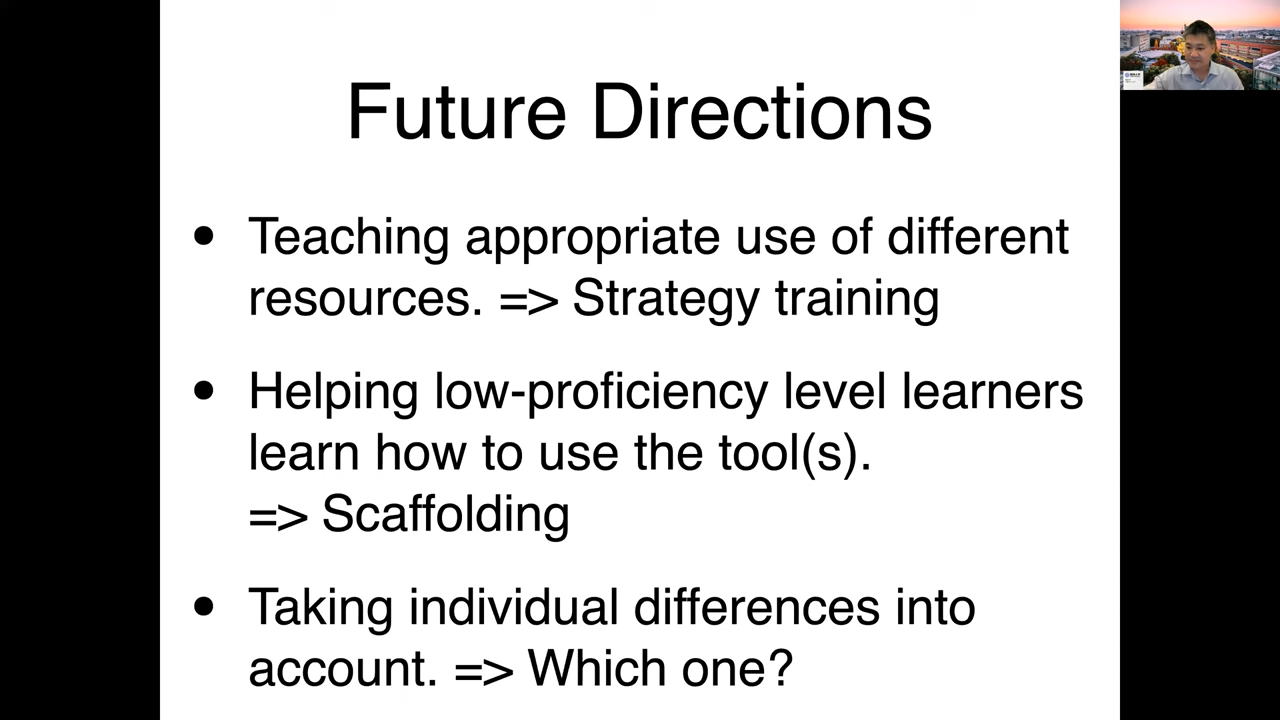 Future Directions
• Teaching appropriate use of different
resources. => Strategy training
• Helping low-proficiency level learners
learn how to use the tool(s).
=> Scaffolding
• Taking individual differences into
account. => Which one?